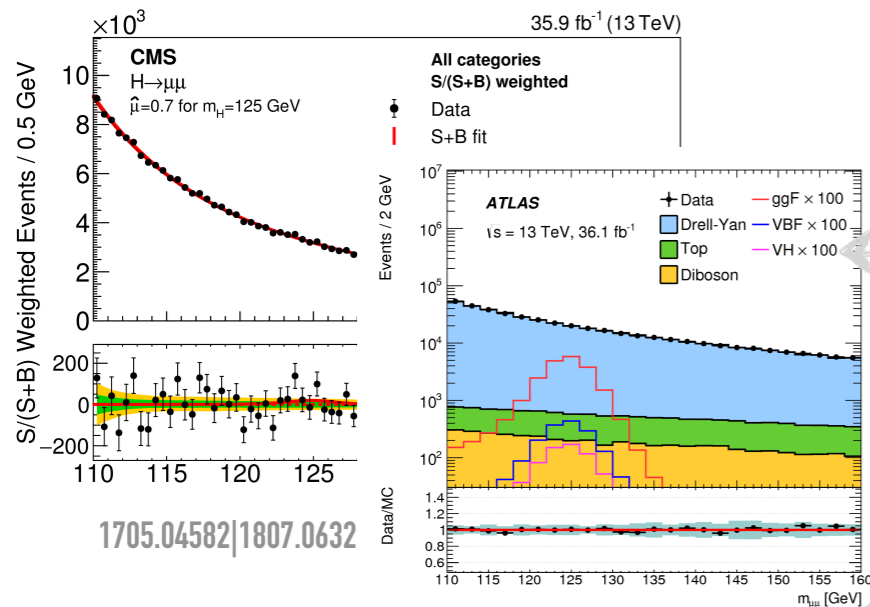 ×10³
35.9 fb⁻¹ (13 TeV)
CMS
H→μμ
μ̂=0.7 for m_H=125 GeV
All categories
S/(S+B) weighted
Data
S+B fit
S/(S+B) Weighted Events / 0.5 GeV
10
8
6
4
2
0
200
0
−200
110 115 120 125
1705.04582|1807.0632
Events / 2 GeV
10⁷
10⁶
10⁵
10⁴
10³
10²
ATLAS
√s = 13 TeV, 36.1 fb⁻¹
Data
Drell-Yan
Top
Diboson
ggF × 100
VBF × 100
VH × 100
Data/MC
1.4
1.2
1
0.8
0.6
110 115 120 125 130 135 140 145 150 155 160
m_μμ [GeV]